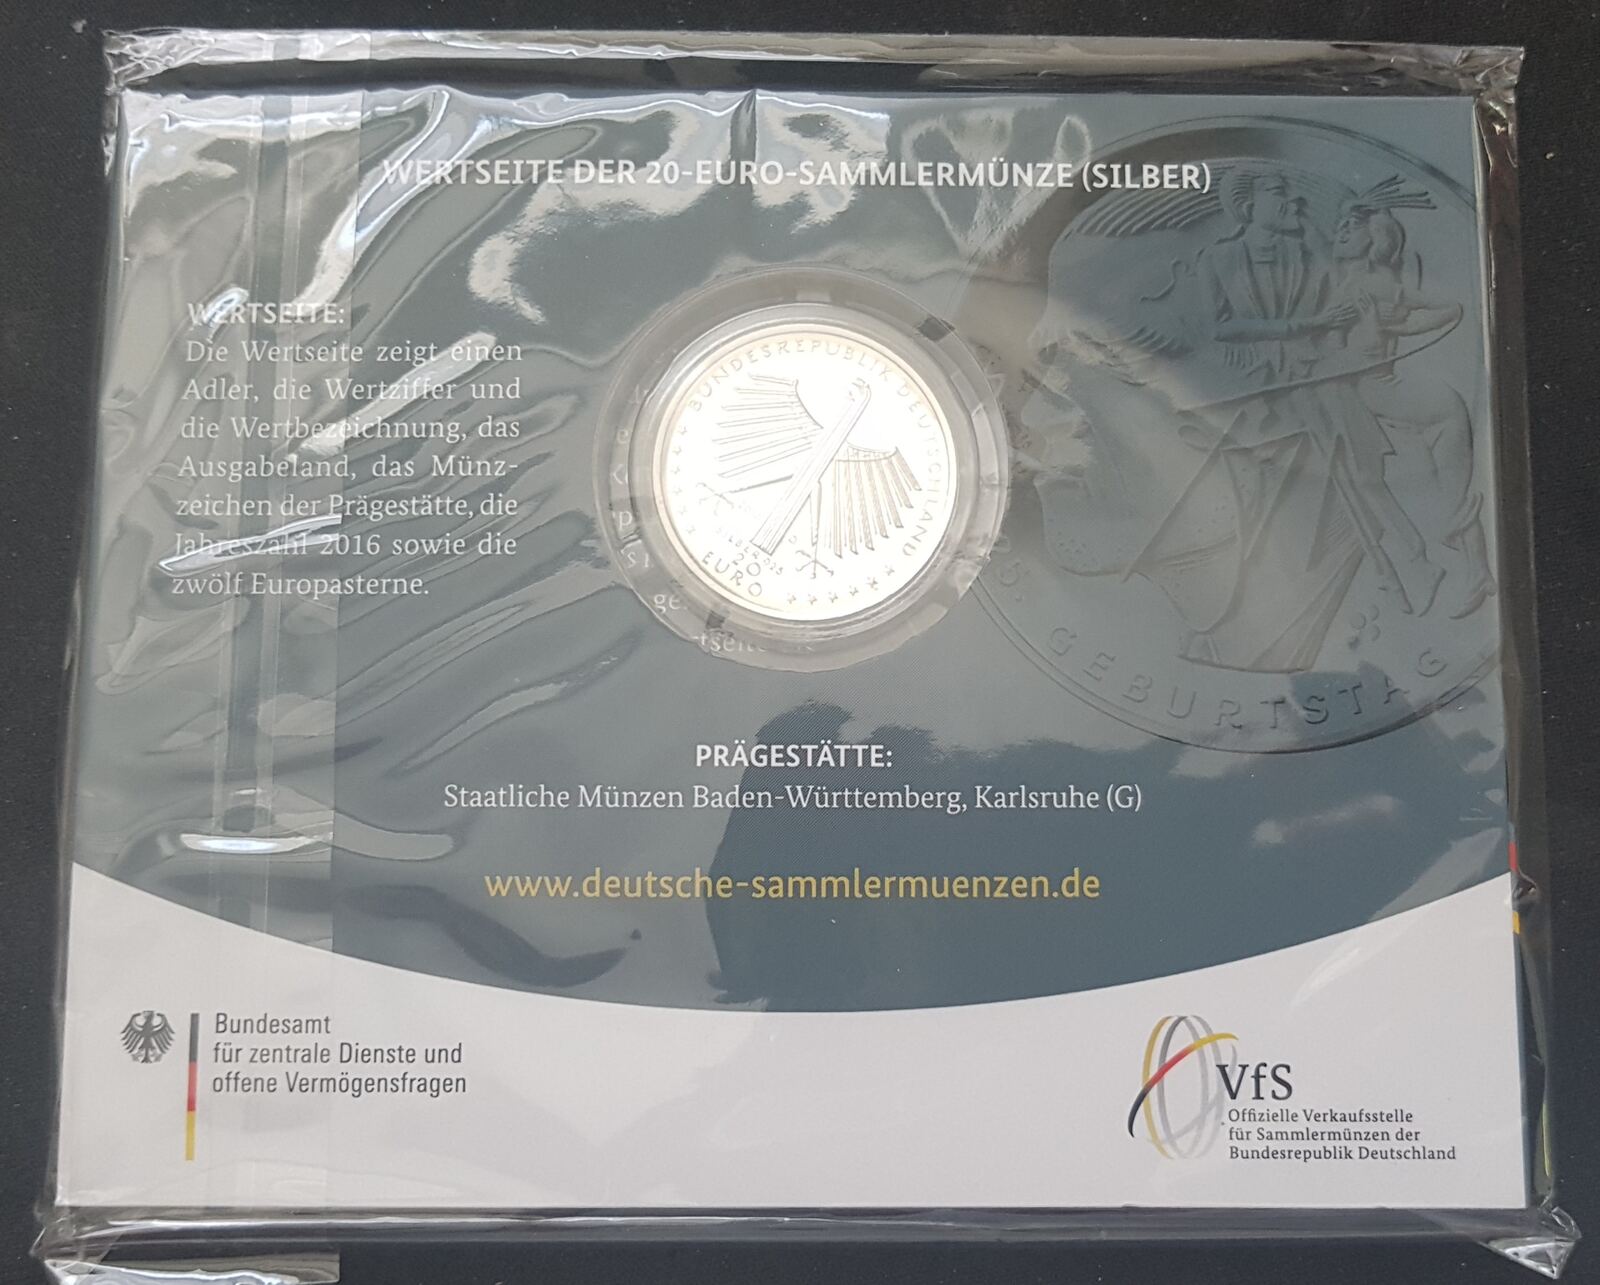 WERTSEITE DER 20-EURO-SAMMLERMÜNZE (SILBER)
WERTSEITE:
Die Wertseite zeigt einen
Adler, die Wertziffer und
die Wertbezeichnung, das
Ausgabeland, das Münz-
zeichen der Prägestätte, die
Jahreszahl 2016 sowie die
zwölf Europasterne.
BUNDESREPUBLIK DEUTSCHLAND
SILBER 925
20
EURO
GEBURTSTAG
PRÄGESTÄTTE:
Staatliche Münzen Baden-Württemberg, Karlsruhe (G)
www.deutsche-sammlermuenzen.de
Bundesamt
für zentrale Dienste und
offene Vermögensfragen
VfS
Offizielle Verkaufsstelle
für Sammlermünzen der
Bundesrepublik Deutschland